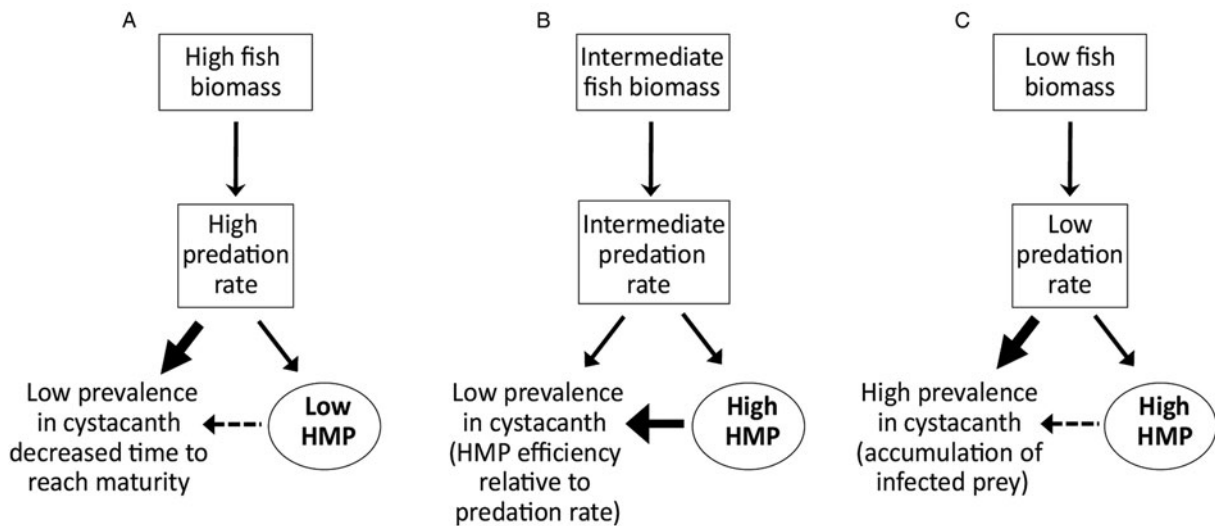 A
High fish
biomass
High
predation
rate
Low prevalence
in cystacanth
decreased time to
reach maturity
Low
HMP
B
Intermediate
fish biomass
Intermediate
predation
rate
Low prevalence
in cystacanth
(HMP efficiency
relative to
predation rate)
High
HMP
C
Low fish
biomass
Low
predation
rate
High prevalence
in cystacanth
(accumulation of
infected prey)
High
HMP